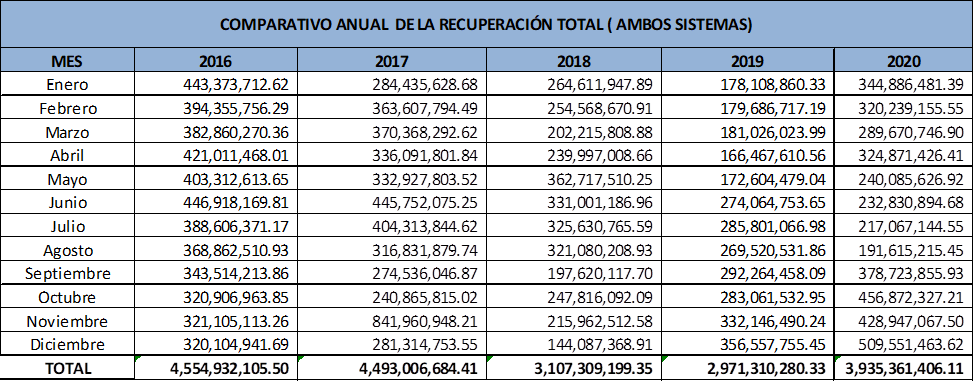 COMPARATIVO ANUAL DE LA RECUPERACIÓN TOTAL ( AMBOS SISTEMAS)
MES 2016 2017 2018 2019 2020
Enero 443,373,712.62 284,435,628.68 264,611,947.89 178,108,860.33 344,886,481.39
Febrero 394,355,756.29 363,607,794.49 254,568,670.91 179,686,717.19 320,239,155.55
Marzo 382,860,270.36 370,368,292.62 202,215,808.88 181,026,023.99 289,670,746.90
Abril 421,011,468.01 336,091,801.84 239,997,008.66 166,467,610.56 324,871,426.41
Mayo 403,312,613.65 332,927,803.52 362,717,510.25 172,604,479.04 240,085,626.92
Junio 446,918,169.81 445,752,075.25 331,001,186.96 274,064,753.65 232,830,894.68
Julio 388,606,371.17 404,313,844.62 325,630,765.59 285,801,066.98 217,067,144.55
Agosto 368,862,510.93 316,831,879.74 321,080,208.93 269,520,531.86 191,615,215.45
Septiembre 343,514,213.86 274,536,046.87 197,620,117.70 292,264,458.09 378,723,855.93
Octubre 320,906,963.85 240,865,815.02 247,816,092.09 283,061,532.95 456,872,327.21
Noviembre 321,105,113.26 841,960,948.21 215,962,512.58 332,146,490.24 428,947,067.50
Diciembre 320,104,941.69 281,314,753.55 144,087,368.91 356,557,755.45 509,551,463.62
TOTAL 4,554,932,105.50 4,493,006,684.41 3,107,309,199.35 2,971,310,280.33 3,935,361,406.11